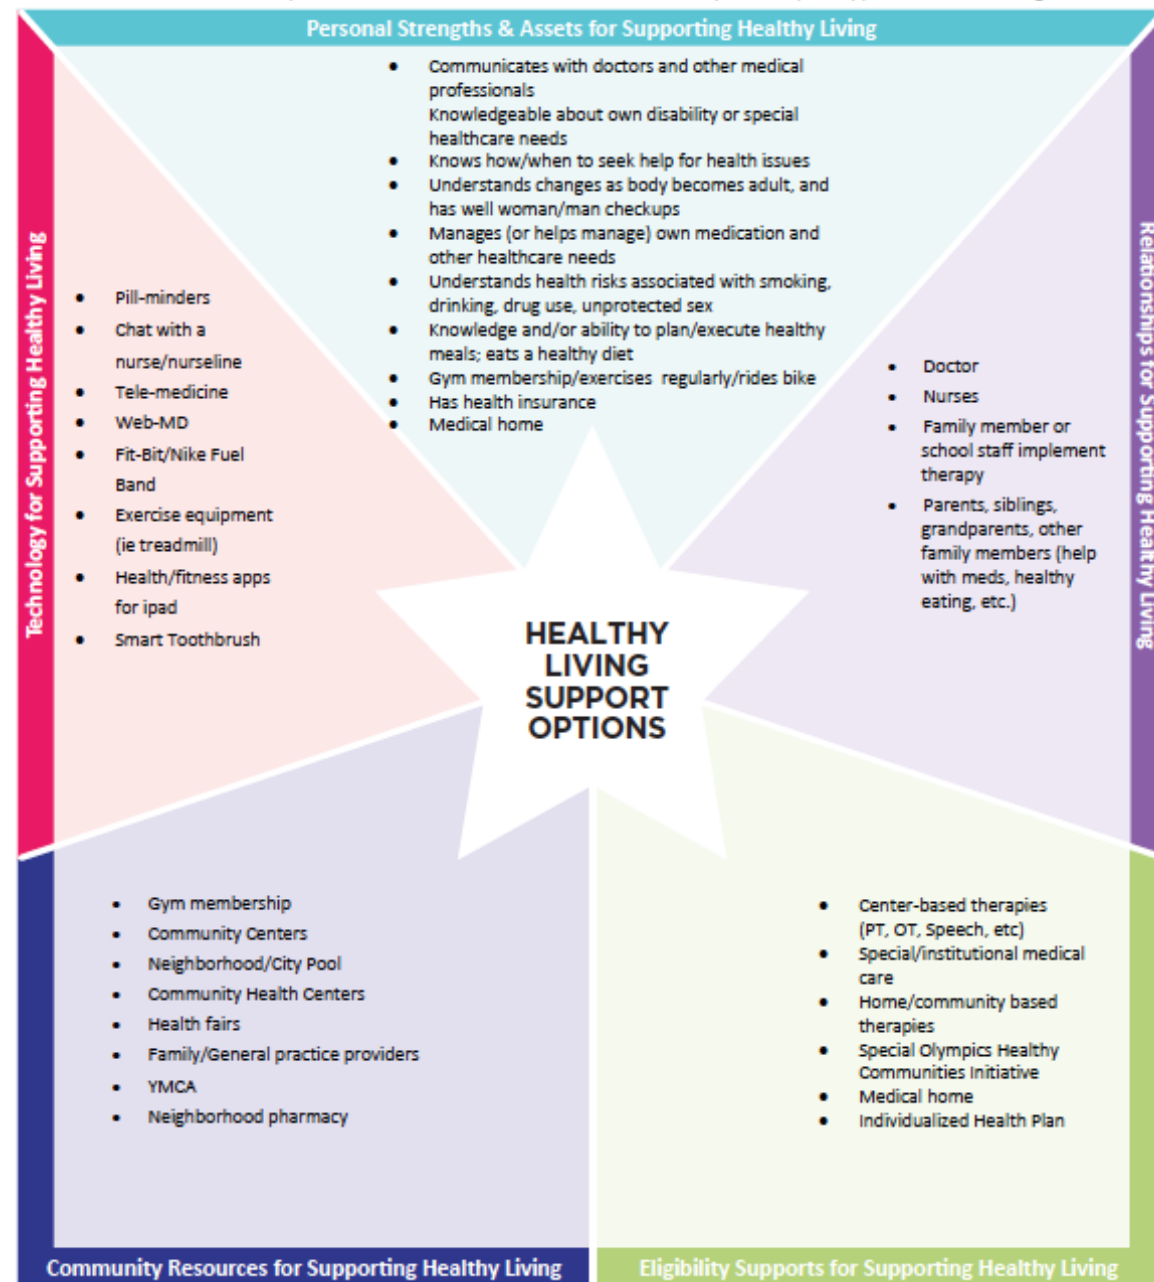 Personal Strengths & Assets for Supporting Healthy Living
• Communicates with doctors and other medical
professionals
Knowledgeable about own disability or special
healthcare needs
• Knows how/when to seek help for health issues
• Understands changes as body becomes adult, and
has well woman/man checkups
• Manages (or helps manage) own medication and
other healthcare needs
• Understands health risks associated with smoking,
drinking, drug use, unprotected sex
• Knowledge and/or ability to plan/execute healthy
meals; eats a healthy diet
• Gym membership/exercises regularly/rides bike
• Has health insurance
• Medical home
Technology for Supporting Healthy Living
• Pill-minders
• Chat with a
nurse/nurseline
• Tele-medicine
• Web-MD
• Fit-Bit/Nike Fuel
Band
• Exercise equipment
(ie treadmill)
• Health/fitness apps
for ipad
• Smart Toothbrush
Relationships for Supporting Healthy Living
• Doctor
• Nurses
• Family member or
school staff implement
therapy
• Parents, siblings,
grandparents, other
family members (help
with meds, healthy
eating, etc.)
HEALTHY
LIVING
SUPPORT
OPTIONS
• Gym membership
• Community Centers
• Neighborhood/City Pool
• Community Health Centers
• Health fairs
• Family/General practice providers
• YMCA
• Neighborhood pharmacy
Community Resources for Supporting Healthy Living
• Center-based therapies
(PT, OT, Speech, etc)
• Special/institutional medical
care
• Home/community based
therapies
• Special Olympics Healthy
Communities Initiative
• Medical home
• Individualized Health Plan
Eligibility Supports for Supporting Healthy Living